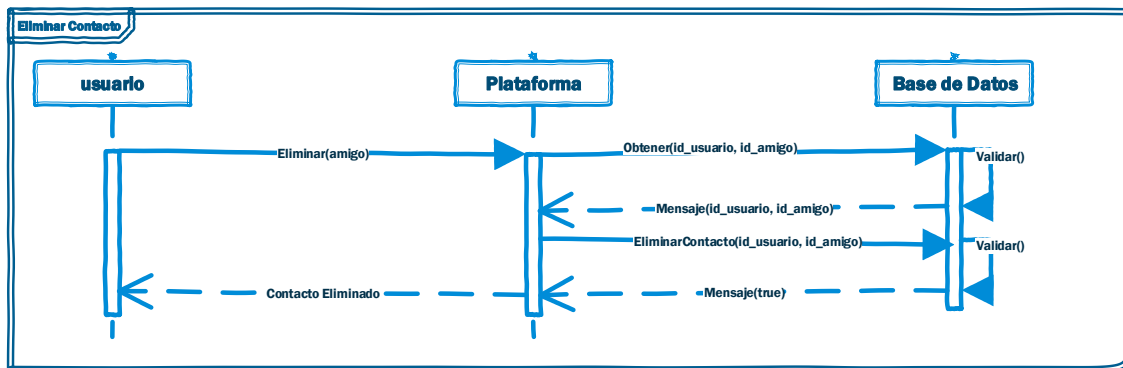 Eliminar Contacto
usuario
Plataforma
Base de Datos
Eliminar(amigo)
Obtener(id_usuario, id_amigo)
Validar()
Mensaje(id_usuario, id_amigo)
EliminarContacto(id_usuario, id_amigo)
Validar()
Contacto Eliminado
Mensaje(true)